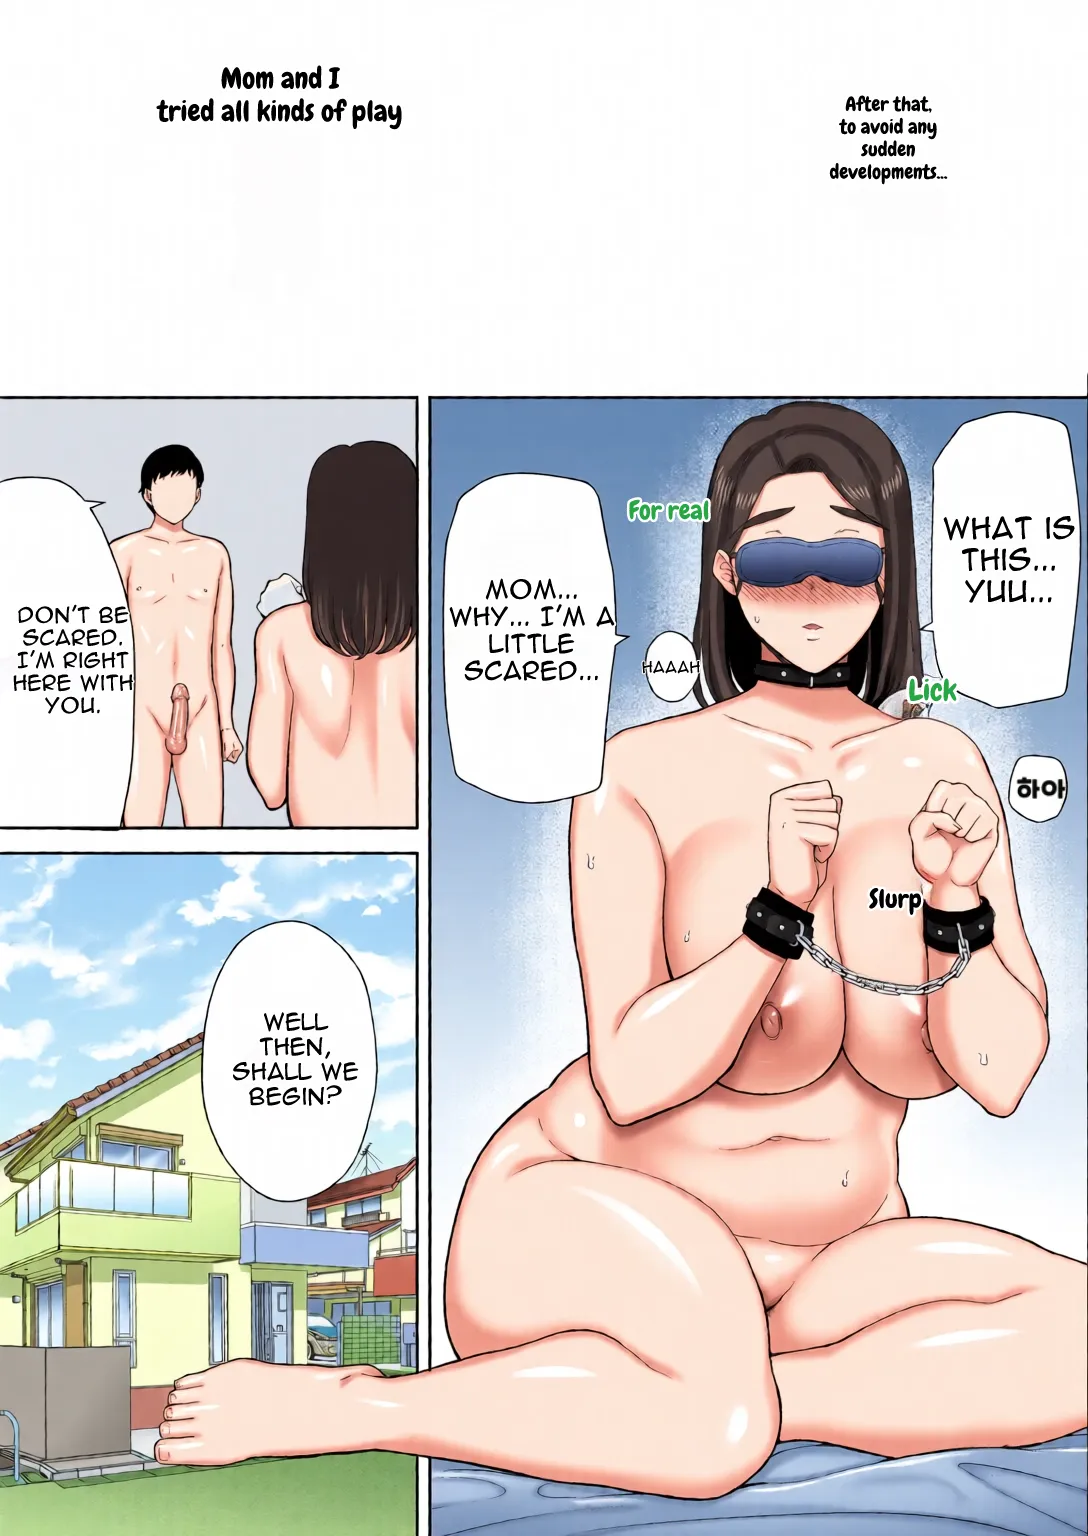 After that,
to avoid any
sudden
developments...
Mom and I
tried all kinds of play
WHAT IS
THIS...
YUU...
For real
MOM...
WHY... I'M A
LITTLE
SCARED...
HAAAH
Lick
하아
Slurp
DON'T BE
SCARED.
I'M RIGHT
HERE WITH
YOU.
WELL
THEN,
SHALL WE
BEGIN?